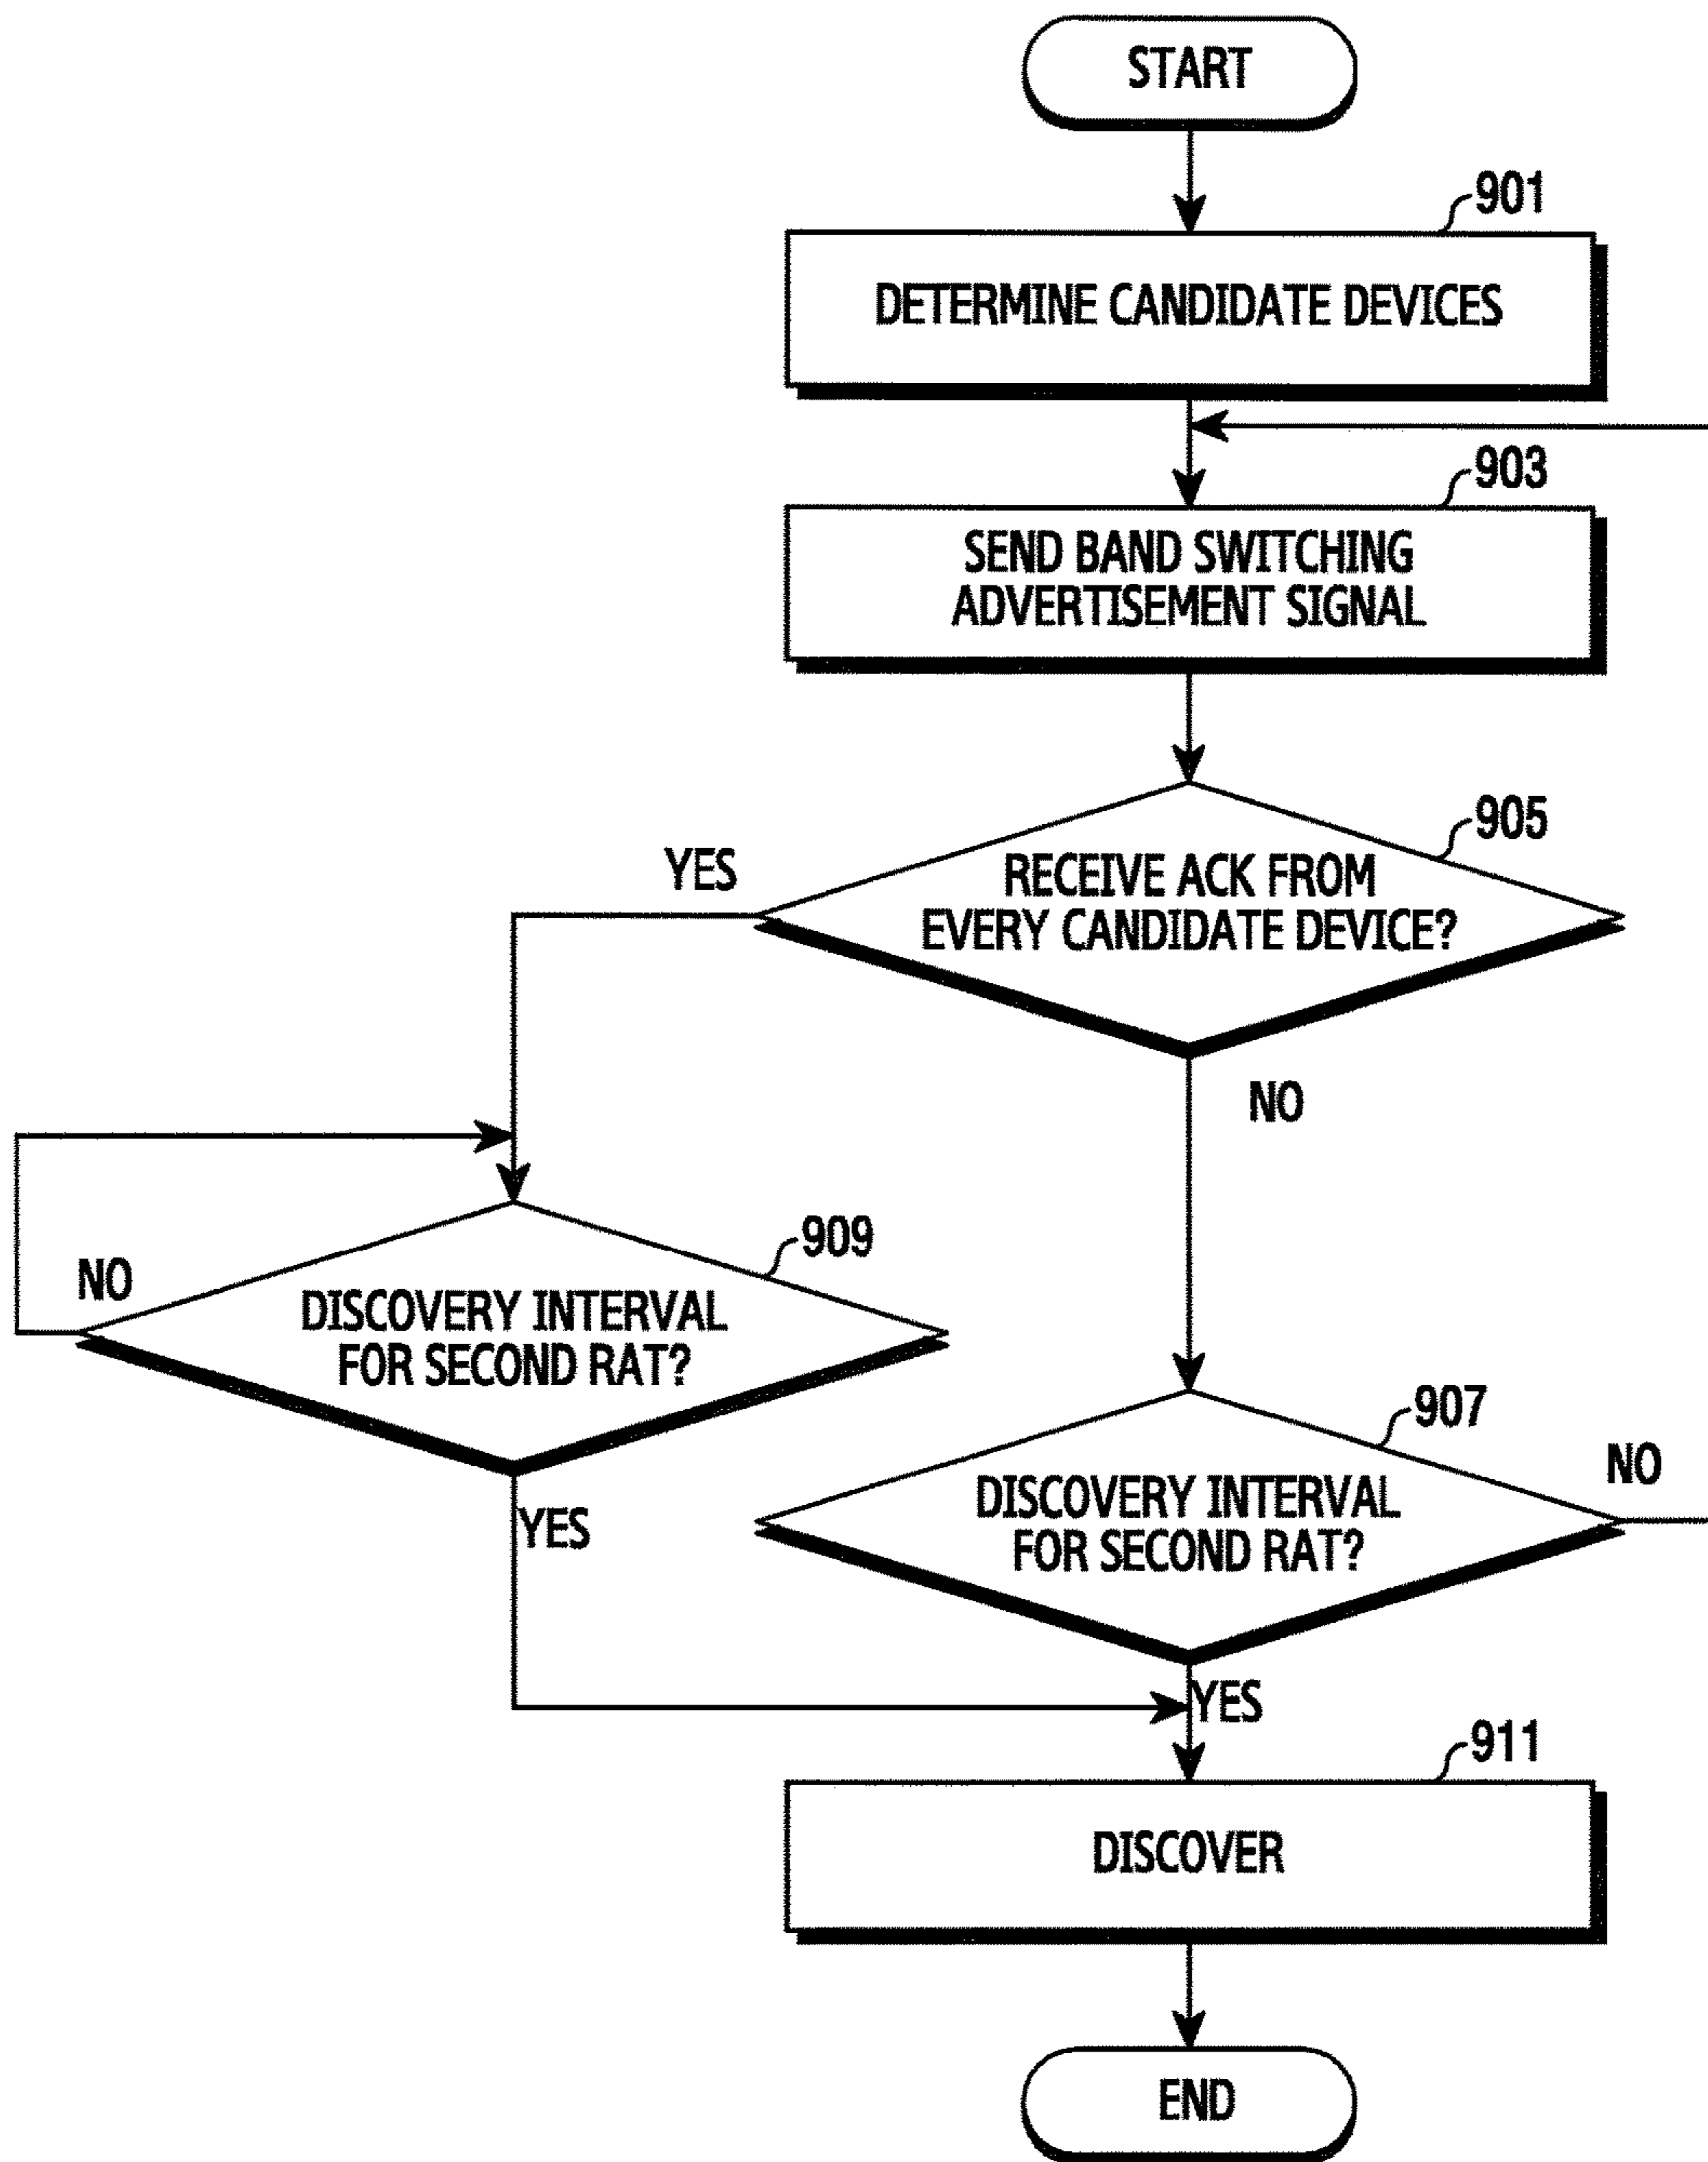 START
901
DETERMINE CANDIDATE DEVICES
903
SEND BAND SWITCHING
ADVERTISEMENT SIGNAL
905
RECEIVE ACK FROM
EVERY CANDIDATE DEVICE?
YES
NO
909
DISCOVERY INTERVAL
FOR SECOND RAT?
NO
YES
907
DISCOVERY INTERVAL
FOR SECOND RAT?
NO
YES
911
DISCOVER
END